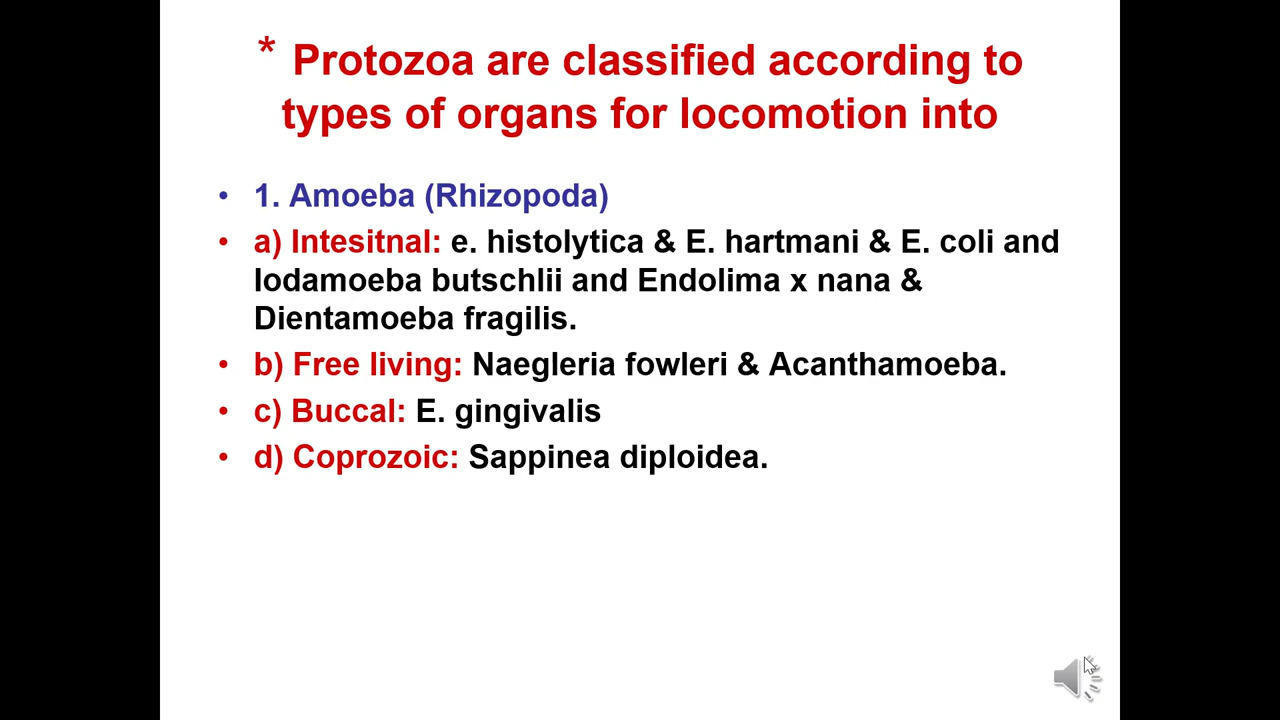 * Protozoa are classified according to
types of organs for locomotion into
• 1. Amoeba (Rhizopoda)
• a) Intesitnal: e. histolytica & E. hartmani & E. coli and
Iodamoeba butschlii and Endolima x nana &
Dientamoeba fragilis.
• b) Free living: Naegleria fowleri & Acanthamoeba.
• c) Buccal: E. gingivalis
• d) Coprozoic: Sappinea diploidea.